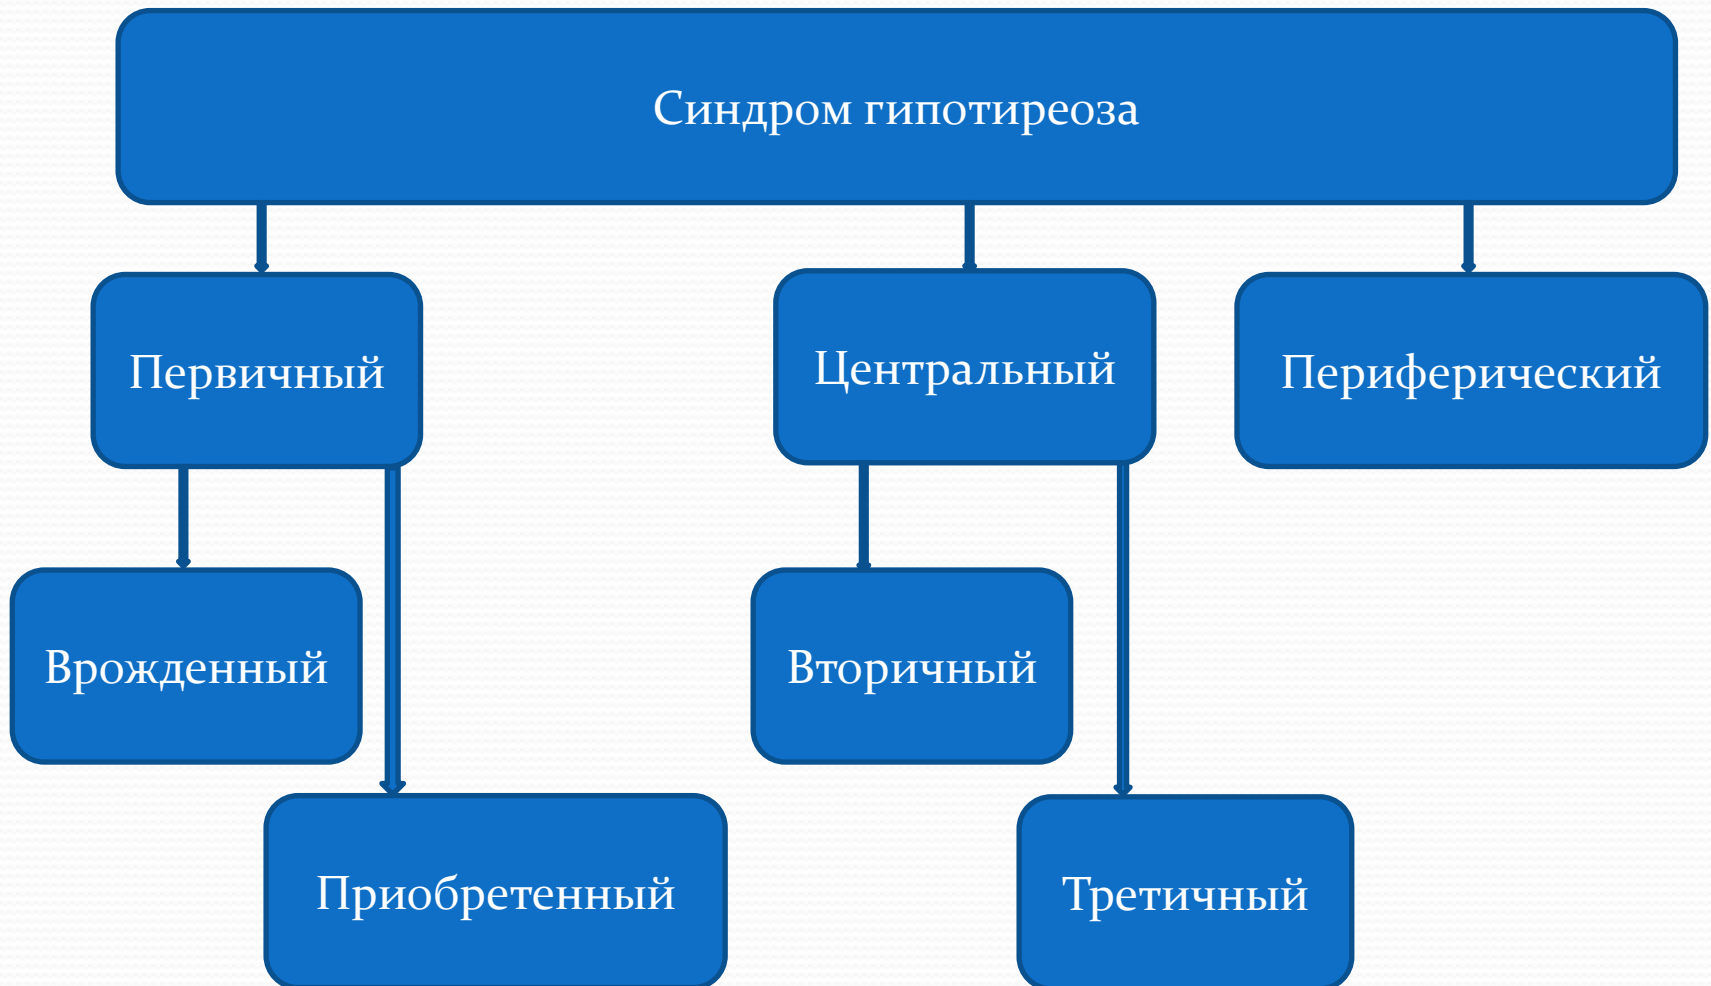 Синдром гипотиреоза
Первичный
Центральный
Периферический
Врожденный
Вторичный
Приобретенный
Третичный